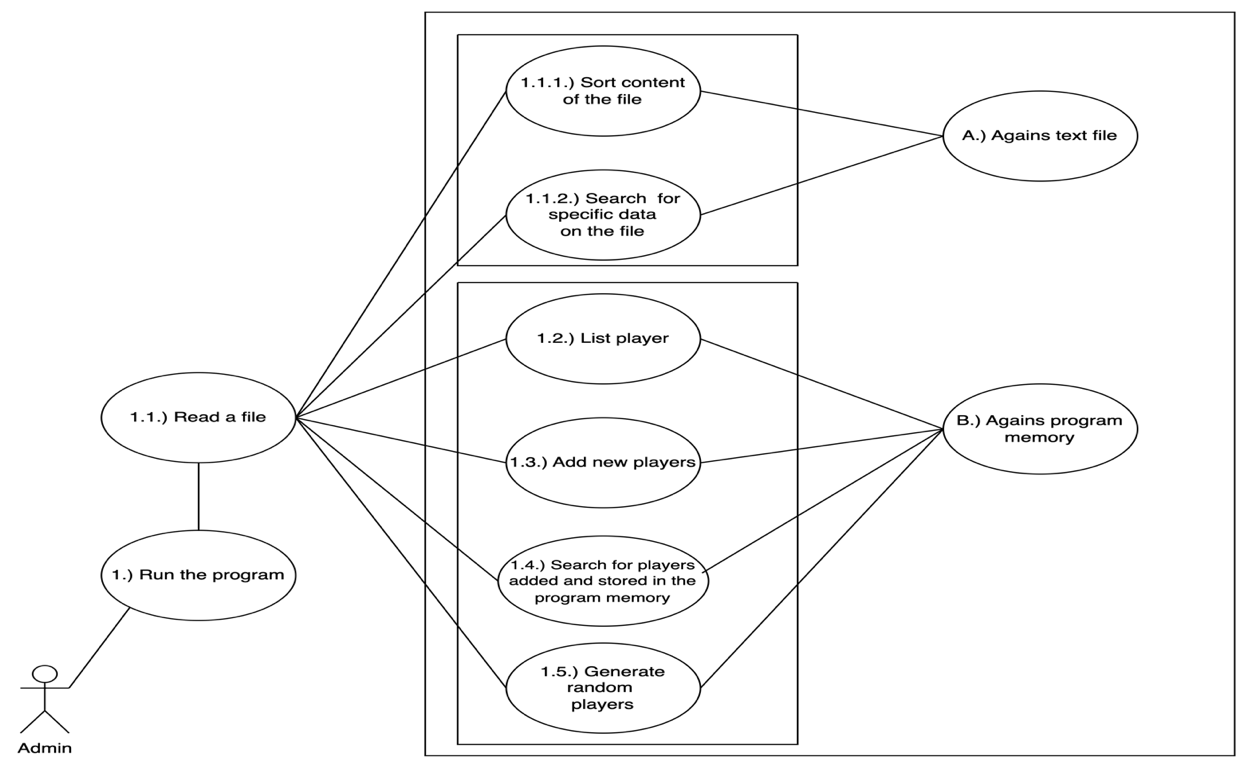 1.1.1.) Sort content
of the file
A.) Agains text file
1.1.2.) Search for
specific data
on the file
1.2.) List player
1.1.) Read a file
B.) Agains program
memory
1.3.) Add new players
1.) Run the program
1.4.) Search for players
added and stored in the
program memory
1.5.) Generate
random
players
Admin